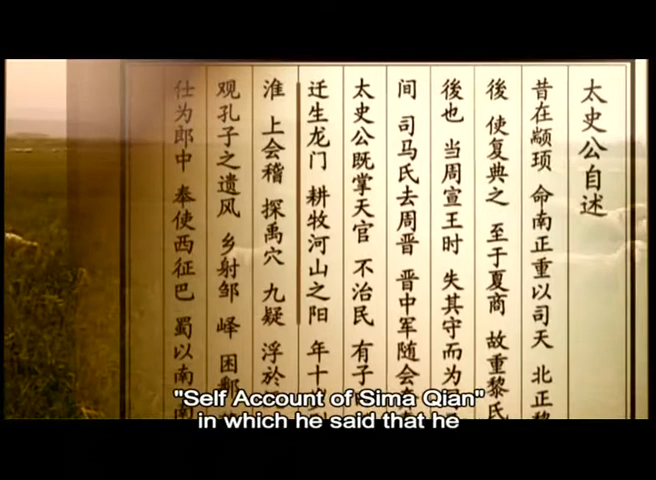 太史公自述
昔在颛顼 命南正重以司天 北正黎
後 使复典之 至于夏商 故重黎氏
後也 当周宣王时 失其守而为
间 司马氏去周晋 晋中军随会
太史公既掌天官 不治民 有子
迁生龙门 耕牧河山之阳 年十
淮 上会稽 探禹穴 九疑 浮於
观孔子之遗风 乡射邹 峄 困鄱
仕为郎中 奉使西征巴 蜀以南 南
"Self Account of Sima Qian"
in which he said that he